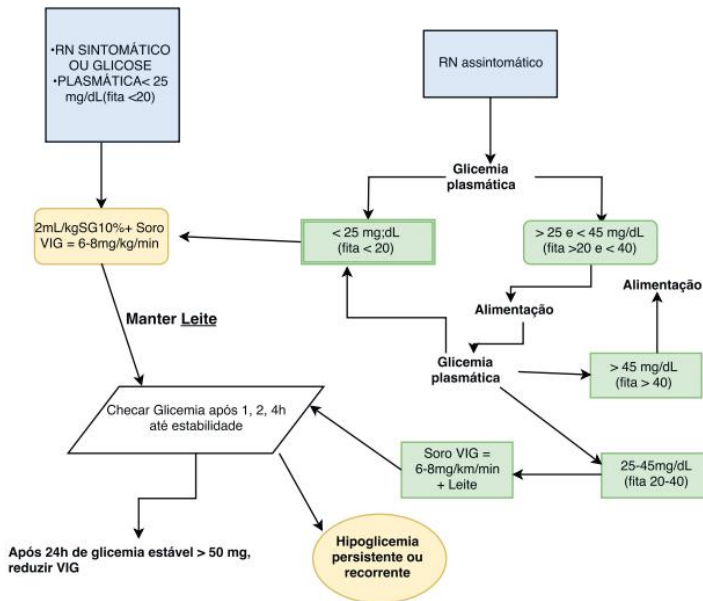 •RN SINTOMÁTICO
OU GLICOSE
•PLASMÁTICA< 25
mg/dL(fita <20)
RN assintomático
Glicemia
plasmática
2mL/kgSG10%+ Soro
VIG = 6-8mg/kg/min
< 25 mg;dL
(fita < 20)
> 25 e < 45 mg/dL
(fita >20 e < 40)
Alimentação
Alimentação
Manter Leite
Glicemia
plasmática
> 45 mg/dL
(fita > 40)
Checar Glicemia após 1, 2, 4h
até estabilidade
Soro VIG =
6-8mg/km/min
+ Leite
25-45mg/dL
(fita 20-40)
Após 24h de glicemia estável > 50 mg,
reduzir VIG
Hipoglicemia
persistente ou
recorrente